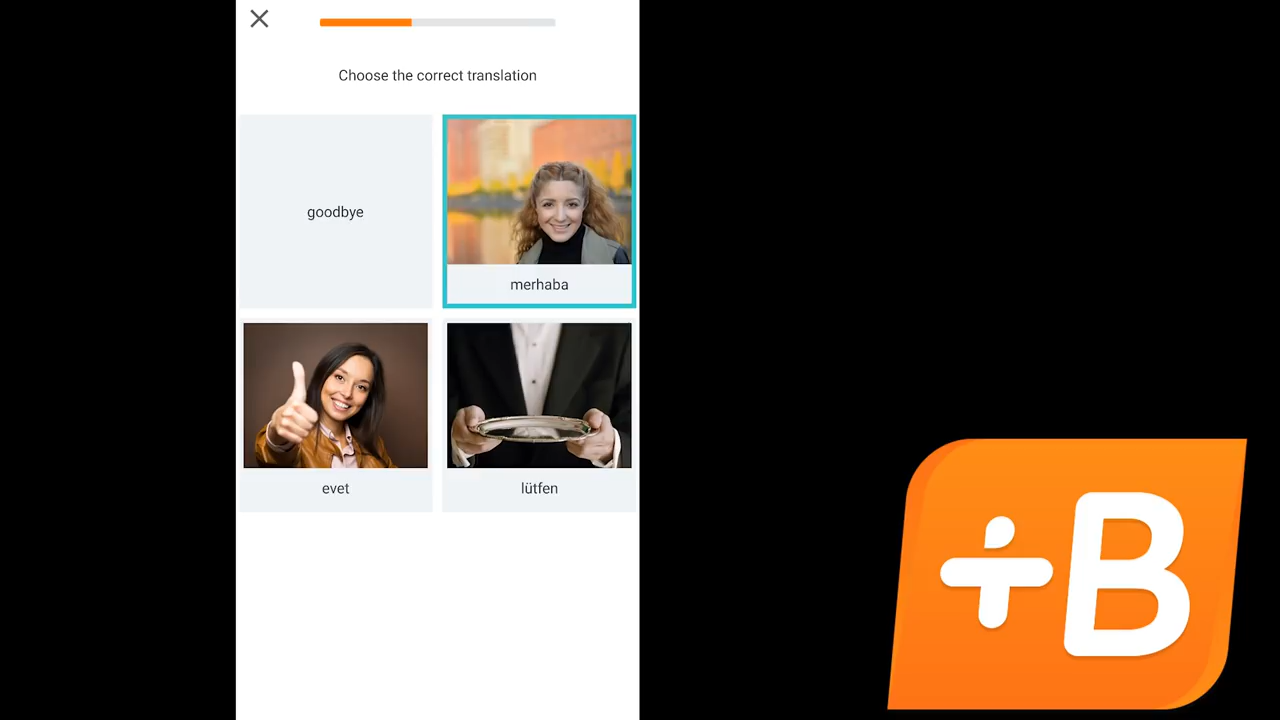 Choose the correct translation
goodbye
merhaba
evet
lütfen
+B